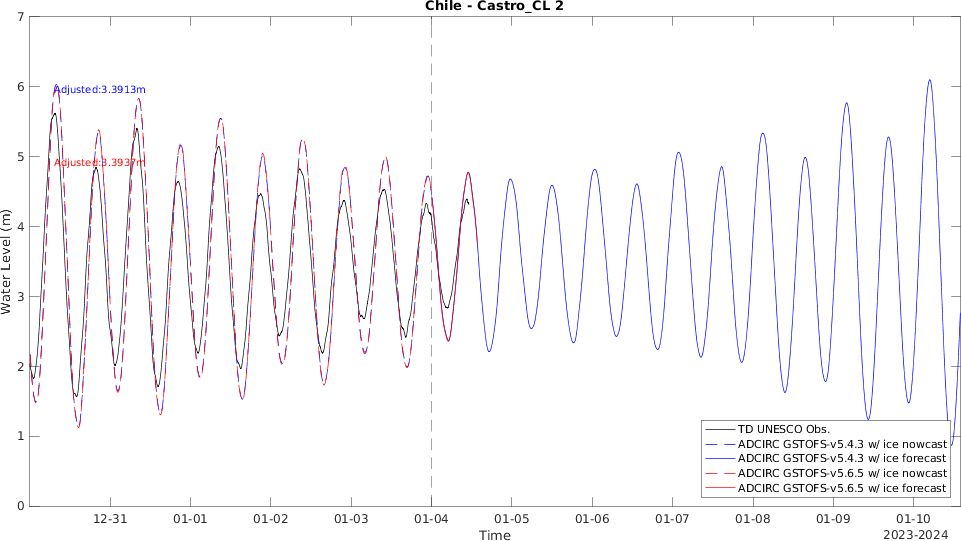 Chile - Castro_CL 2
7
6
5
4
3
2
1
0
Water Level (m)
Adjusted:3.3913m
Adjusted:3.3937m
TD UNESCO Obs.
ADCIRC GSTOFS-v5.4.3 w/ ice nowcast
ADCIRC GSTOFS-v5.4.3 w/ ice forecast
ADCIRC GSTOFS-v5.6.5 w/ ice nowcast
ADCIRC GSTOFS-v5.6.5 w/ ice forecast
12-31 01-01 01-02 01-03 01-04 01-05 01-06 01-07 01-08 01-09 01-10
Time
2023-2024